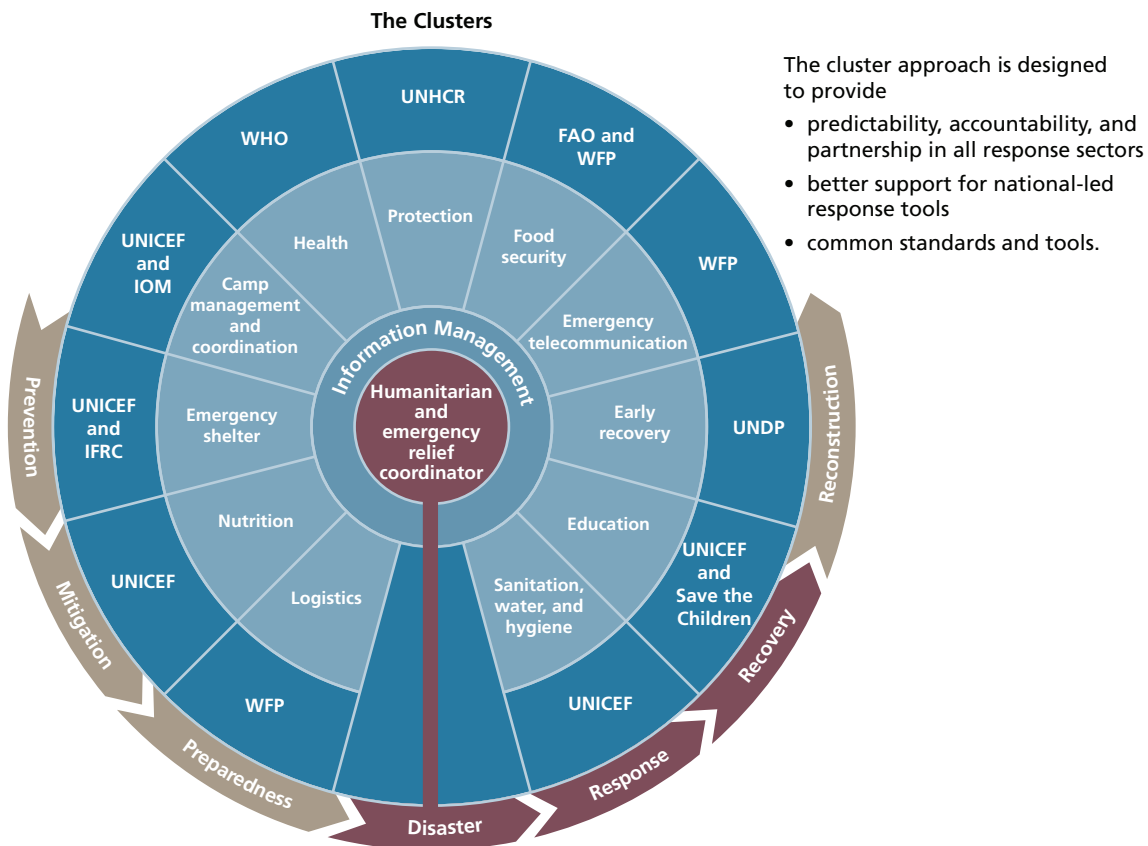 The Clusters
The cluster approach is designed
to provide
• predictability, accountability, and
partnership in all response sectors
• better support for national-led
response tools
• common standards and tools.
UNHCR
FAO and
WFP
WFP
UNDP
UNICEF
and
Save the
Children
UNICEF
WFP
UNICEF
UNICEF
and
IFRC
UNICEF
and
IOM
WHO
Protection
Food
security
Emergency
telecommunication
Early
recovery
Education
Sanitation,
water, and
hygiene
Logistics
Nutrition
Emergency
shelter
Camp
management
and
coordination
Health
Information Management
Humanitarian
and
emergency
relief
coordinator
Prevention
Mitigation
Preparedness
Disaster
Response
Recovery
Reconstruction